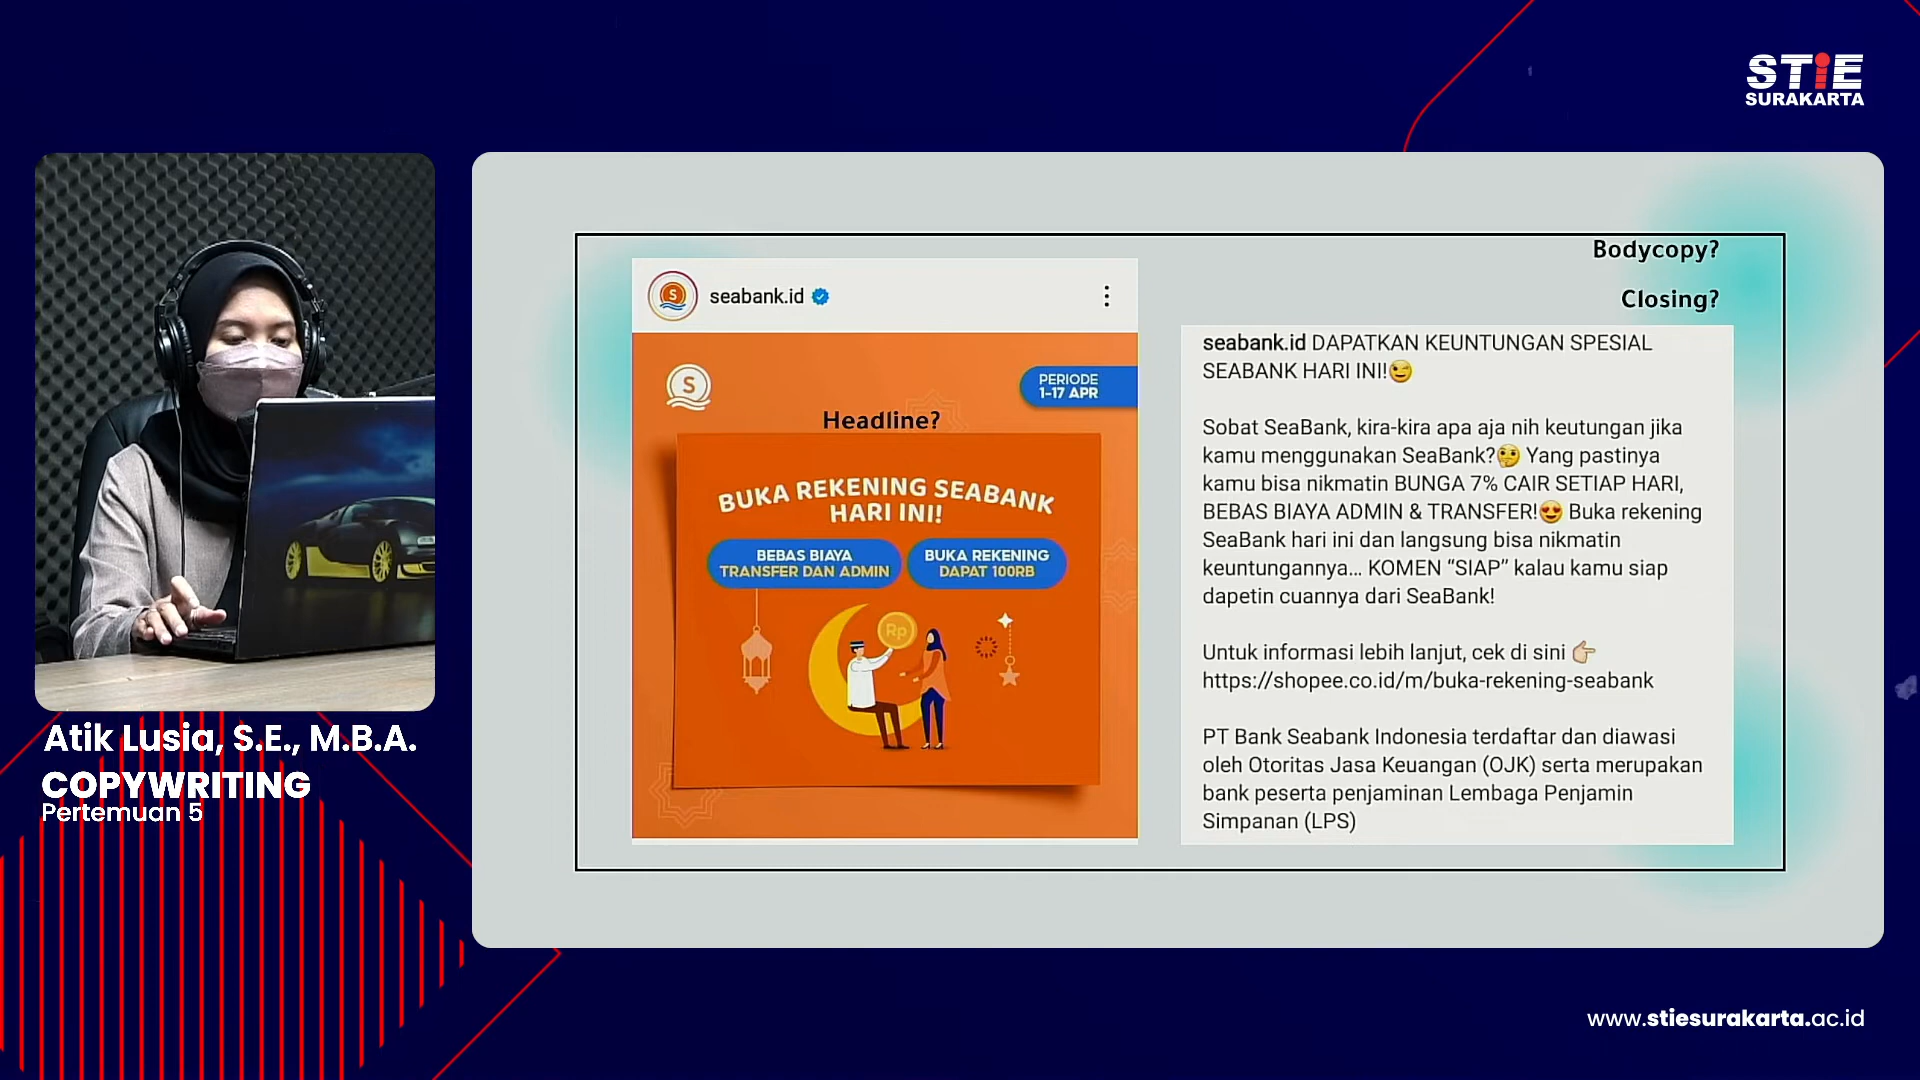 STiE
SURAKARTA
Atik Lusia, S.E., M.B.A.
COPYWRITING
Pertemuan 5
seabank.id
S
PERIODE
1-17 APR
Headline?
BUKA REKENING SEABANK
HARI INI!
BEBAS BIAYA
TRANSFER DAN ADMIN
BUKA REKENING
DAPAT 100RB
Rp
Bodycopy?
Closing?
seabank.id DAPATKAN KEUNTUNGAN SPESIAL
SEABANK HARI INI!😉
Sobat SeaBank, kira-kira apa aja nih keutungan jika
kamu menggunakan SeaBank?🤔 Yang pastinya
kamu bisa nikmatin BUNGA 7% CAIR SETIAP HARI,
BEBAS BIAYA ADMIN & TRANSFER!😍 Buka rekening
SeaBank hari ini dan langsung bisa nikmatin
keuntungannya... KOMEN “SIAP” kalau kamu siap
dapetin cuannya dari SeaBank!
Untuk informasi lebih lanjut, cek di sini 👉🏼
https://shopee.co.id/m/buka-rekening-seabank
PT Bank Seabank Indonesia terdaftar dan diawasi
oleh Otoritas Jasa Keuangan (OJK) serta merupakan
bank peserta penjaminan Lembaga Penjamin
Simpanan (LPS)
www.stiesurakarta.ac.id